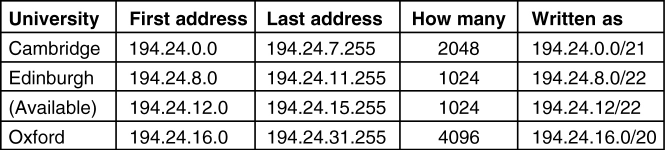 University First address Last address How many Written as
Cambridge 194.24.0.0 194.24.7.255 2048 194.24.0.0/21
Edinburgh 194.24.8.0 194.24.11.255 1024 194.24.8.0/22
(Available) 194.24.12.0 194.24.15.255 1024 194.24.12/22
Oxford 194.24.16.0 194.24.31.255 4096 194.24.16.0/20